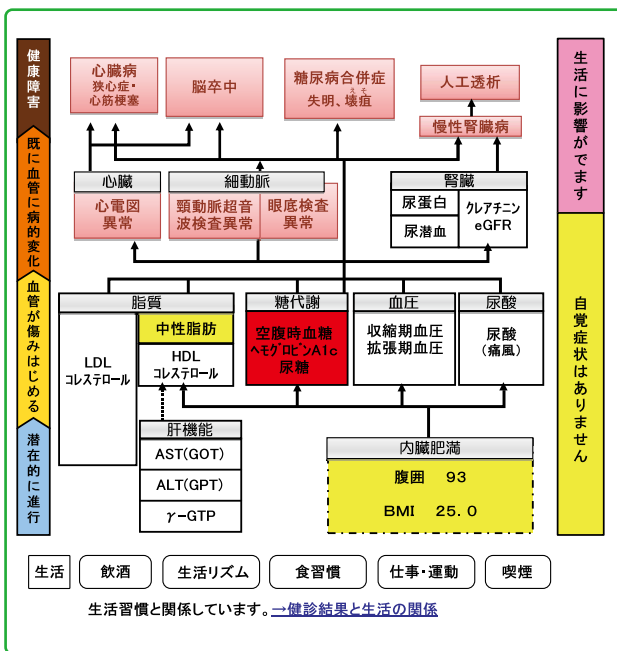 健康障害
既に血管に病的変化
血管が傷みはじめる
潜在的に進行
心臓病
狭心症・
心筋梗塞
脳卒中
糖尿病合併症
えそ
失明、壊疽
人工透析
慢性腎臓病
心臓
心電図
異常
細動脈
頸動脈超音
波検査異常
眼底検査
異常
腎臓
尿蛋白
尿潜血
クレアチニン
eGFR
脂質
LDL
コレステロール
中性脂肪
HDL
コレステロール
糖代謝
空腹時血糖
ヘモグロビンA1c
尿糖
血圧
収縮期血圧
拡張期血圧
尿酸
尿酸
(痛風)
肝機能
AST(GOT)
ALT(GPT)
γ-GTP
内臓肥満
腹囲 93
BMI 25.0
生活に影響がでます
自覚症状はありません
生活 飲酒 生活リズム 食習慣 仕事・運動 喫煙
生活習慣と関係しています。→健診結果と生活の関係